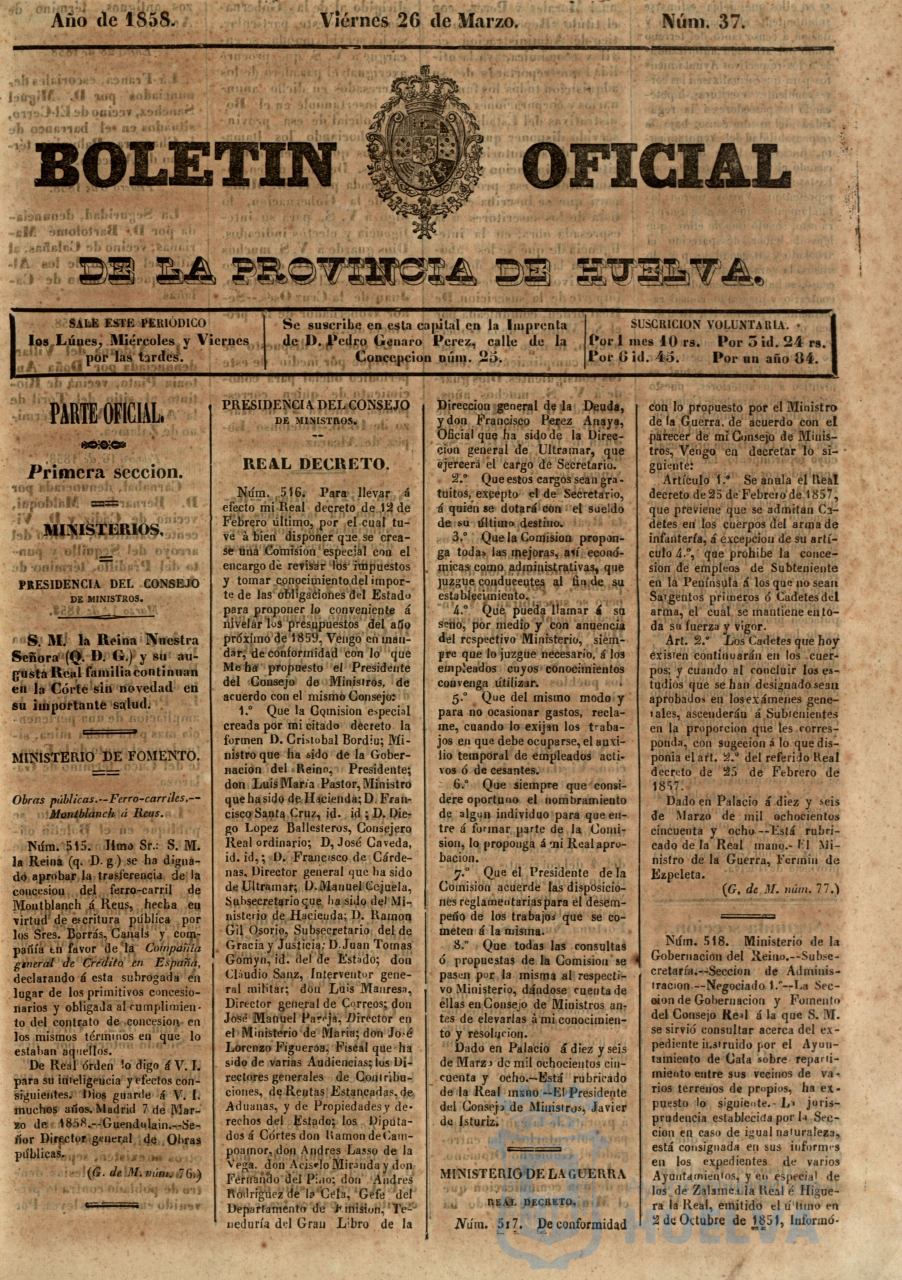 Año de 1858.
Viérnes 26 de Marzo.
Núm. 37.
BOLETIN OFICIAL
DE LA PROVINCIA DE HUELVA.
SALE ESTE PERIÓDICO
los Lúnes, Miércoles y Viernes
por las tardes.
Se suscribe en esta capital en la Imprenta
de D. Pedro Genaro Perez, calle de la
Concepcion núm. 25.
SUSCRICION VOLUNTARIA.
Por 1 mes 10 rs. Por 3 id. 24 rs.
Por 6 id. 45. Por un año 84.
PARTE OFICIAL.
Primera seccion.
MINISTERIOS.
PRESIDENCIA DEL CONSEJO
DE MINISTROS.
S. M. la Reina Nuestra
Señora (Q. D. G.) y su au-
gusta Real familia continuan
en la Córte sin novedad en
su importante salud.
MINISTERIO DE FOMENTO.
Obras públicas.--Ferro-carriles.--
Montblanch á Reus.
Núm. 515. Iltmo Sr.: S. M.
la Reina (q. D. g) se ha digna-
do aprobar la trasferencia de la
concesion del ferro-carril de
Montblanch á Reus, hecha en
virtud de escritura pública por
los Sres. Borrás, Canals y com-
pañía en favor de la Compañia
general de Crédito en España,
declarando á esta subrogada en
lugar de los primitivos concesio-
narios y obligada al cumplimien-
to del contrato de concesion en
los mismos términos en que lo
estaban aquellos.
De Real órden lo digo á V. I.
para su inteligencia y efectos con-
siguientes. Dios guarde á V. I.
muchos años. Madrid 7 de Mar-
zo de 1858.--Guendulain.--Se-
ñor Director general de Obras
públicas.
(G. de M. núm. 76.)
PRESIDENCIA DEL CONSEJO
DE MINISTROS.
REAL DECRETO.
Núm. 516. Para llevar á
efecto mi Real decreto de 12 de
Febrero último, por el cual tu-
ve á bien disponer que se crea-
se una Comision especial con el
encargo de revisar los impuestos
y tomar conocimiento del impor-
te de las obligaciones del Estado
para proponer lo conveniente á
nivelar los presupuestos del año
próximo de 1859, Vengo en man-
dar, de conformidad con lo que
Me ha propuesto el Presidente
del Consejo de Ministros, de
acuerdo con el mismo Consejo:
1.º Que la Comision especial
creada por mi citado decreto la
formen D. Cristobal Bordiu; Mi-
nistro que ha sido de la Gober-
nación del Reino, Presidente;
don Luis Maria Pastor, Ministro
que ha sido de Hacienda; D. Fran-
cisco Santa Cruz, id. id; D. Die-
go Lopez Ballesteros, Consejero
Real ordinario; D, José Caveda,
id. id,; D. Francisco de Cárde-
nas, Director general que ha sido
de Ultramar; D. Manuel Cejuela,
Subsecretario que ha sido del Mi-
nisterio de Hacienda; D. Ramon
Gil Osorio, Subsecretario del de
Gracia y Justicia; D. Juan Tomas
Gomyn, id. del de Estado; don
Claudio Sanz, Interventor gene-
ral militar; don Luis Manresa,
Director general de Correos; don
José Manuel Pareja, Director en
el Ministerio de Maria; don José
Lorenzo Figueroa, Fiscal que ha
sido de varias Audiencias; los Di-
rectores generales de Contribu-
ciones, de Rentas Estancadas, de
Aduanas, y de Propiedades y de-
rechos del Estado; los Diputa-
dos á Córtes don Ramon de Cam-
poamor, don Andres Lasso de la
Vega, don Acisclo Miranda y don
Fernando del Pino; don Andres
Rodriguez de la Cela, Gefe del
Departamento de Emision, Te-
neduría del Gran Libro de la
Direccion general de la Deuda,
y don Francisco Perez Anaya,
Oficial que ha sido de la Direc-
cion general de Ultramar, que
ejercerá el cargo de Secretario.
2.º Que estos cargos sean gra-
tuitos, excepto el de Secretario,
á quien se dotará con el sueldo
de su último destino.
3.º Que la Comision propon-
ga todas las mejoras, así econó-
micas como administrativas, que
juzgue conducentes al fin de su
establecimiento.
4.º Que pueda llamar á su
seno, por medio y con anuencia
del respectivo Ministerio, siem-
pre que lo juzgue necesario, á los
empleados cuyos conocimientos
convenga utilizar.
5.º Que del mismo modo y
para no ocasionar gastos, recla-
me, cuando lo exijan los traba-
jos en que debe ocuparse, el auxi-
lio temporal de empleados acti-
vos ó de cesantes.
6.º Que siempre que consi-
dere oportuno el nombramiento
de algun individuo para que en-
tre á formar parte de la Comi-
sion, lo proponga á mi Real apro-
bacion.
7.º Que el Presidente de la
Comision acuerde las disposicio-
nes reglamentarias para el desem-
peño de los trabajos que se co-
meten á la misma.
8.º Que todas las consultas
ó propuestas de la Comision se
pasen por la misma al respecti-
vo Ministerio, dándose cuenta de
éllas en Consejo de Ministros an-
tes de elevarlas á mi conocimien-
to y resolucion.
Dado en Palacio á diez y seis
de Marzo de mil ochocientos cin-
cuenta y ocho.--Está rubricado
de la Real mano--El Presidente
del Consejo de Ministros, Javier
de Isturiz.
MINISTERIO DE LA GUERRA
REAL DECRETO.
Núm. 517. De conformidad
con lo propuesto por el Ministro
de la Guerra, de acuerdo con el
parecer de mi Consejo de Minis-
tros, Vengo en decretar lo si-
guiente:
Artículo 1.º Se anula el Real
decreto de 25 de Febrero de 1857,
que previene que se admitan Ca-
detes en los cuerpos del arma de
infantería, á excepcion de su artí-
culo 4.º, que prohibe la conce-
sion de empleos de Subteniente
en la Península á los que no sean
Sargentos primeros ó Cadetes del
arma, el cual se mantiene en to-
da su fuerza y vigor.
Art. 2.º Los Cadetes que hoy
existen continuarán en los cuer-
pos; y cuando al concluir los es-
tudios que se han designado sean
aprobados en los exámenes gene-
rales, ascenderán á Subtenientes
en la proporcion que les corres-
ponda, con sugecion á lo que dis-
ponia el art. 2.º del referido Real
decreto de 25 de Febrero de
1857.
Dado en Palacio á diez y seis
de Marzo de mil ochocientos
cincuenta y ocho--Está rubri-
cado de la Real mano.- El Mi-
nistro de la Guerra, Fermin de
Ezpeleta.
(G. de M. núm. 77.)
Núm. 518. Ministerio de la
Gobernacion del Reino.--Subse-
cretaría.--Seccion de Adminis-
tracion.--Negociado 1.º--La Sec-
cion de Gobernacion y Fomento
del Consejo Real á la que S. M.
se sirvió consultar acerca del ex-
pediente instruido por el Ayun-
tamiento de Cala sobre reparti-
miento entre sus vecinos de va-
rios terrenos de propios, ha ex-
puesto lo siguiente.- La juris-
prudencia establecida por la Sec-
cion en caso de igual naturaleza,
está consignada en sus informes
en los expedientes de varios
Ayuntamientos, y en especial de
los de Zalamea la Real é Higue-
ra la Real, emitido el último en
2 de Octubre de 1851, Informó-
HUELVA